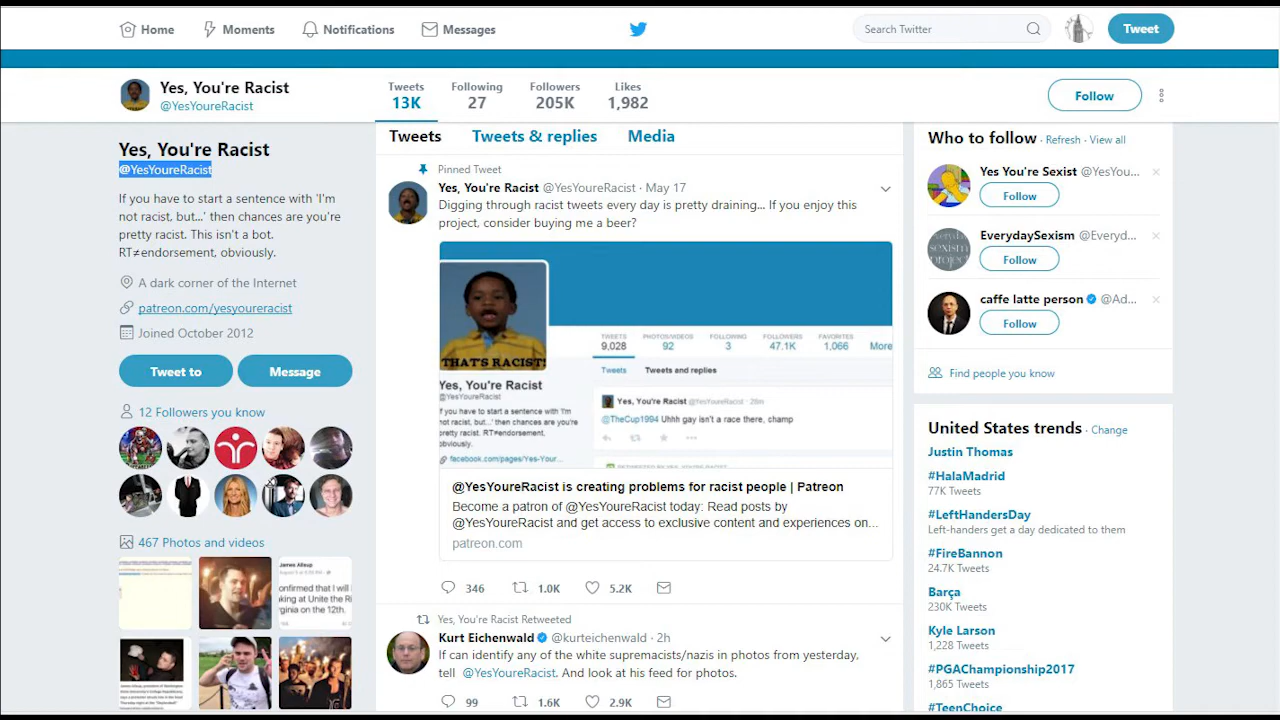 Home
Moments
Notifications
Messages
Search Twitter
Tweet
Yes, You're Racist
@YesYoureRacist
Tweets
13K
Following
27
Followers
205K
Likes
1,982
Follow
Yes, You're Racist
@YesYoureRacist
If you have to start a sentence with 'I'm
not racist, but...' then chances are you're
pretty racist. This isn't a bot.
RT≠endorsement, obviously.
A dark corner of the Internet
patreon.com/yesyoureracist
Joined October 2012
Tweet to
Message
12 Followers you know
467 Photos and videos
James Allsup
onfirmed that I will
king at Unite the Ri
ginia on the 12th.
Tweets
Tweets & replies
Media
Pinned Tweet
Yes, You're Racist @YesYoureRacist · May 17
Digging through racist tweets every day is pretty draining... If you enjoy this
project, consider buying me a beer?
THAT'S RACIST!
TWEETS
9,028
PHOTOS/VIDEOS
92
FOLLOWING
3
FOLLOWERS
47.1K
FAVORITES
1,066
More
Tweets
Tweets and replies
Yes, You're Racist
@YesYoureRacist
If you have to start a sentence with 'I'm
not racist, but...' then chances are you're
pretty racist. RT≠endorsement,
obviously.
facebook.com/pages/Yes-Your...
Yes, You're Racist @YesYoureRacist · 28m
@TheCup1994 Uhhh gay isn't a race there, champ
@YesYoureRacist is creating problems for racist people | Patreon
Become a patron of @YesYoureRacist today: Read posts by
@YesYoureRacist and get access to exclusive content and experiences on...
patreon.com
346
1.0K
5.2K
Yes, You're Racist Retweeted
Kurt Eichenwald @kurteichenwald · 2h
If can identify any of the white supremacists/nazis in photos from yesterday,
tell @YesYoureRacist. And look at his feed for photos.
99
1.6K
2.9K
Who to follow · Refresh · View all
Yes You're Sexist @YesYou...
Follow
EverydaySexism @Everyd...
Follow
caffe latte person @Ad...
Follow
Find people you know
United States trends · Change
Justin Thomas
#HalaMadrid
77K Tweets
#LeftHandersDay
Left-handers get a day dedicated to them
#FireBannon
24.7K Tweets
Barça
230K Tweets
Kyle Larson
1,228 Tweets
#PGAChampionship2017
1,865 Tweets
#TeenChoice